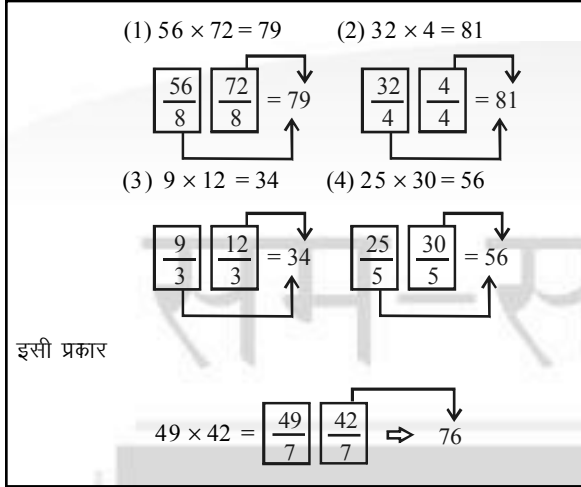 (1) 56 × 72 = 79 (2) 32 × 4 = 81
56/8 72/8 = 79 32/4 4/4 = 81
(3) 9 × 12 = 34 (4) 25 × 30 = 56
9/3 12/3 = 34 25/5 30/5 = 56
इसी प्रकार
49 × 42 = 49/7 42/7 ⇨ 76